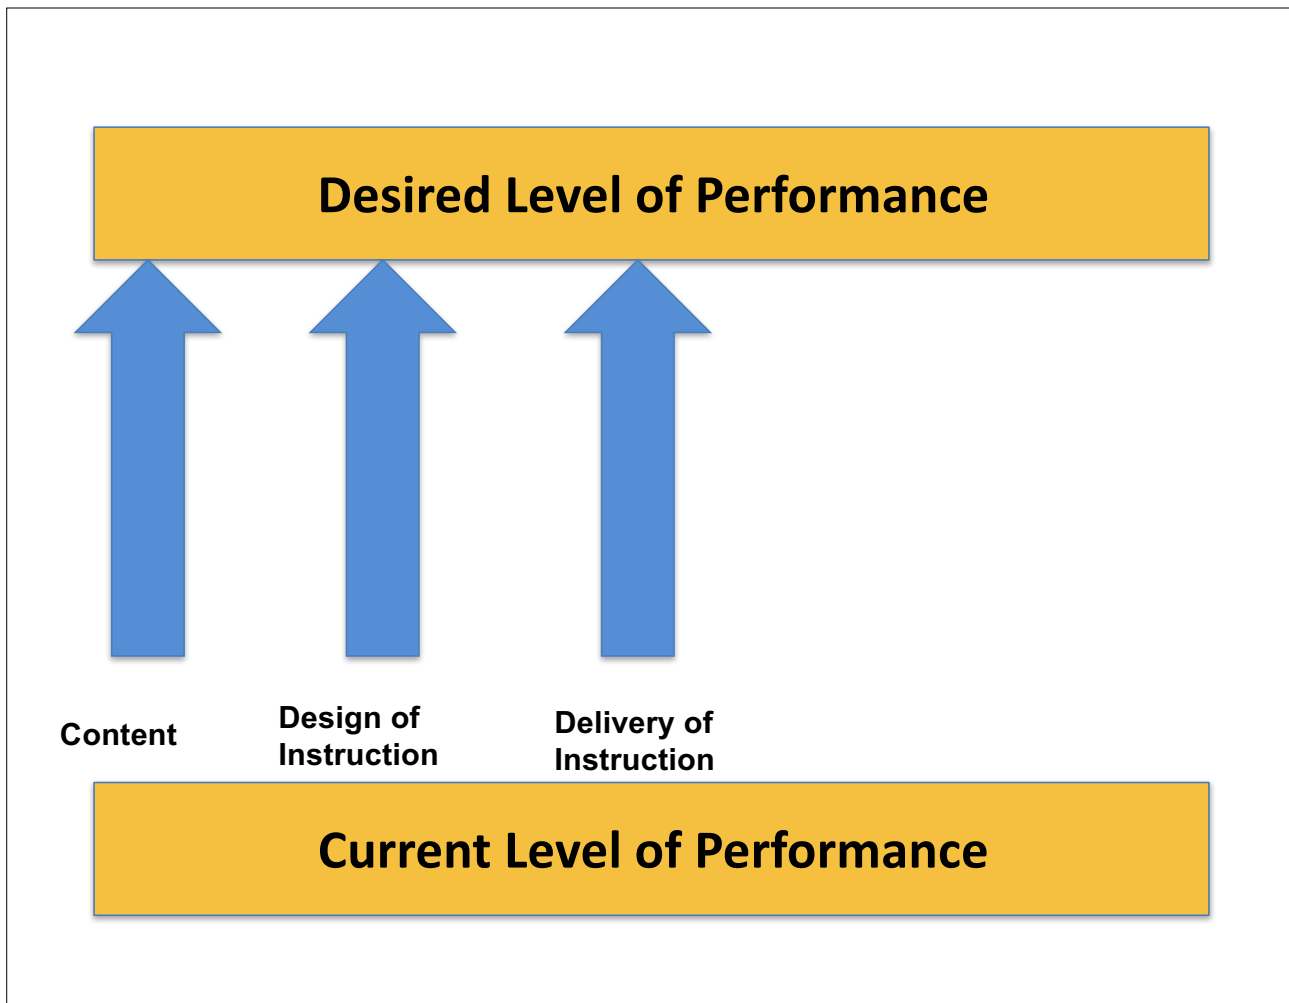 Desired Level of Performance
Content
Design of
Instruction
Delivery of
Instruction
Current Level of Performance